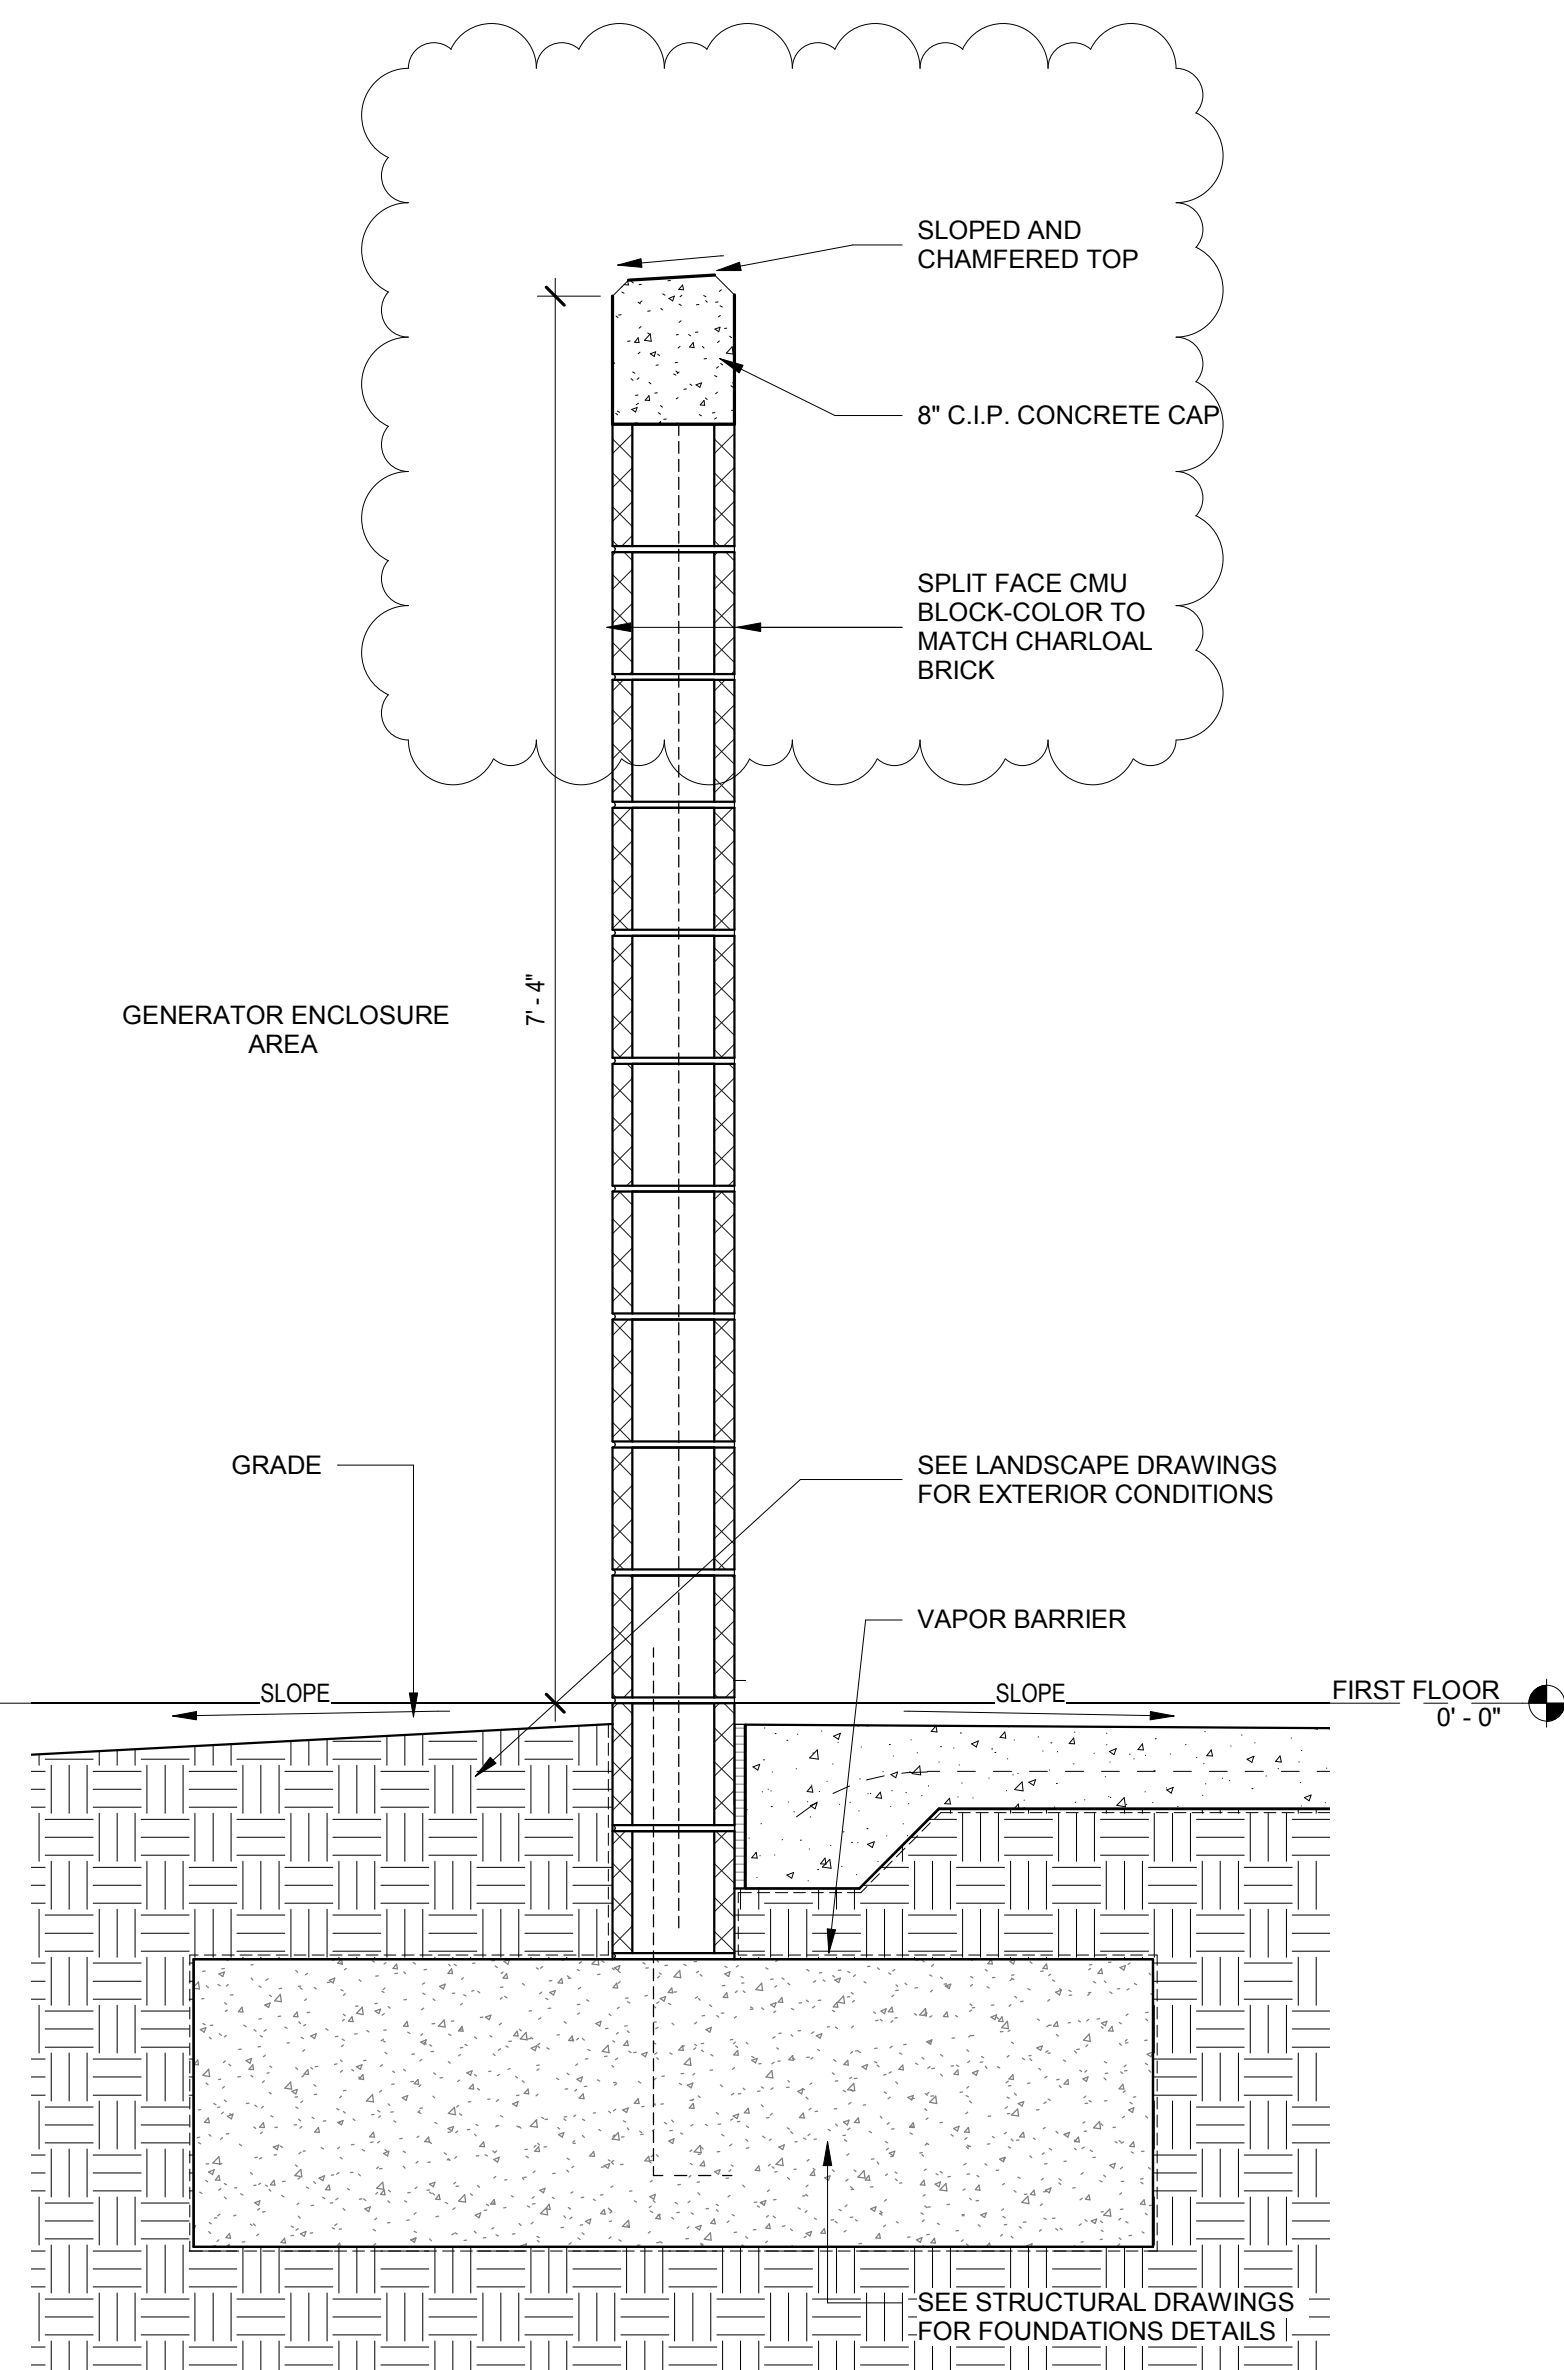 SLOPED AND
CHAMFERED TOP
8" C.I.P. CONCRETE CAP
SPLIT FACE CMU
BLOCK-COLOR TO
MATCH CHARLOAL
BRICK
7' - 4"
GENERATOR ENCLOSURE
AREA
GRADE
SEE LANDSCAPE DRAWINGS
FOR EXTERIOR CONDITIONS
VAPOR BARRIER
SLOPE
SLOPE
FIRST FLOOR
0' - 0"
SEE STRUCTURAL DRAWINGS
FOR FOUNDATIONS DETAILS